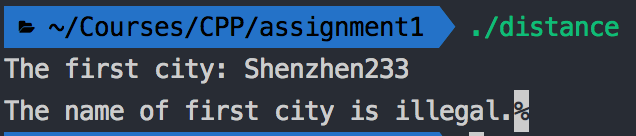 ~/Courses/CPP/assignment1 ./distance
The first city: Shenzhen233
The name of first city is illegal.%